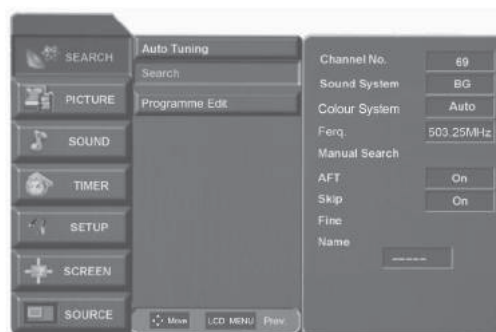 SEARCH
PICTURE
SOUND
TIMER
SETUP
SCREEN
SOURCE
Auto Tuning
Search
Programme Edit
Move LCD MENU Prev.
Channel No. 69
Sound System BG
Colour System Auto
Ferq. 503.25MHz
Manual Search
AFT On
Skip On
Fine
Name
-----